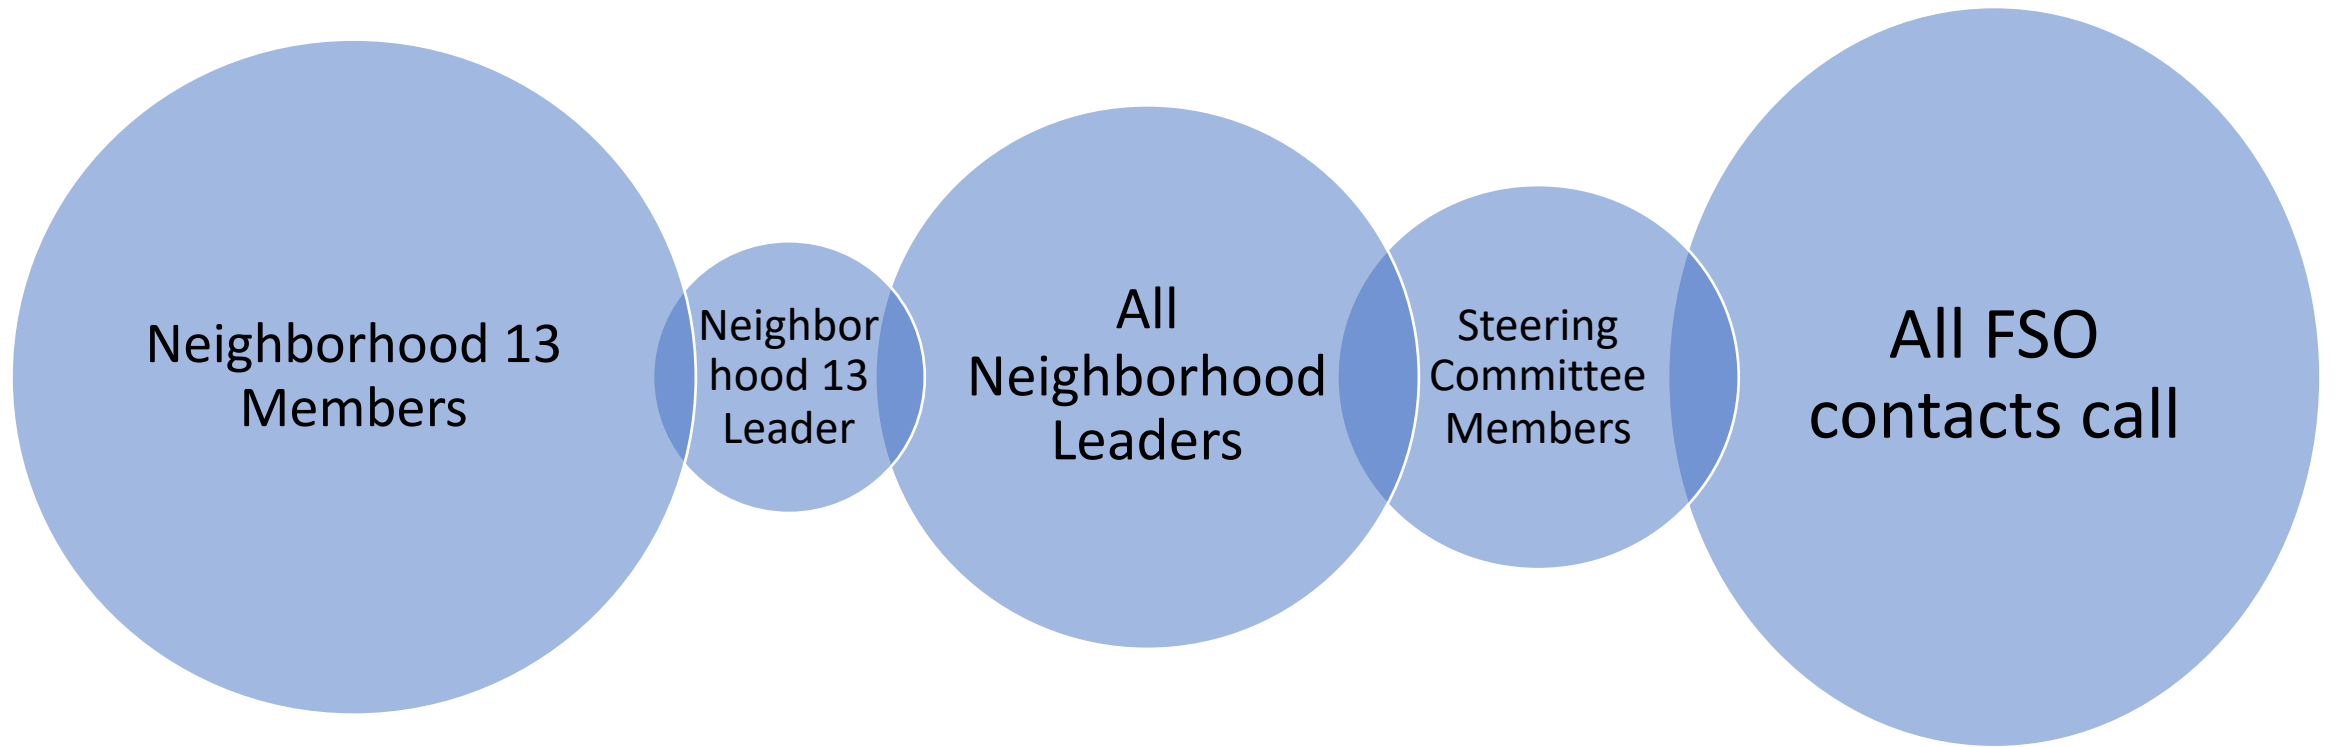 Neighborhood 13
Members
Neighbor
hood 13
Leader
All
Neighborhood
Leaders
Steering
Committee
Members
All FSO
contacts call